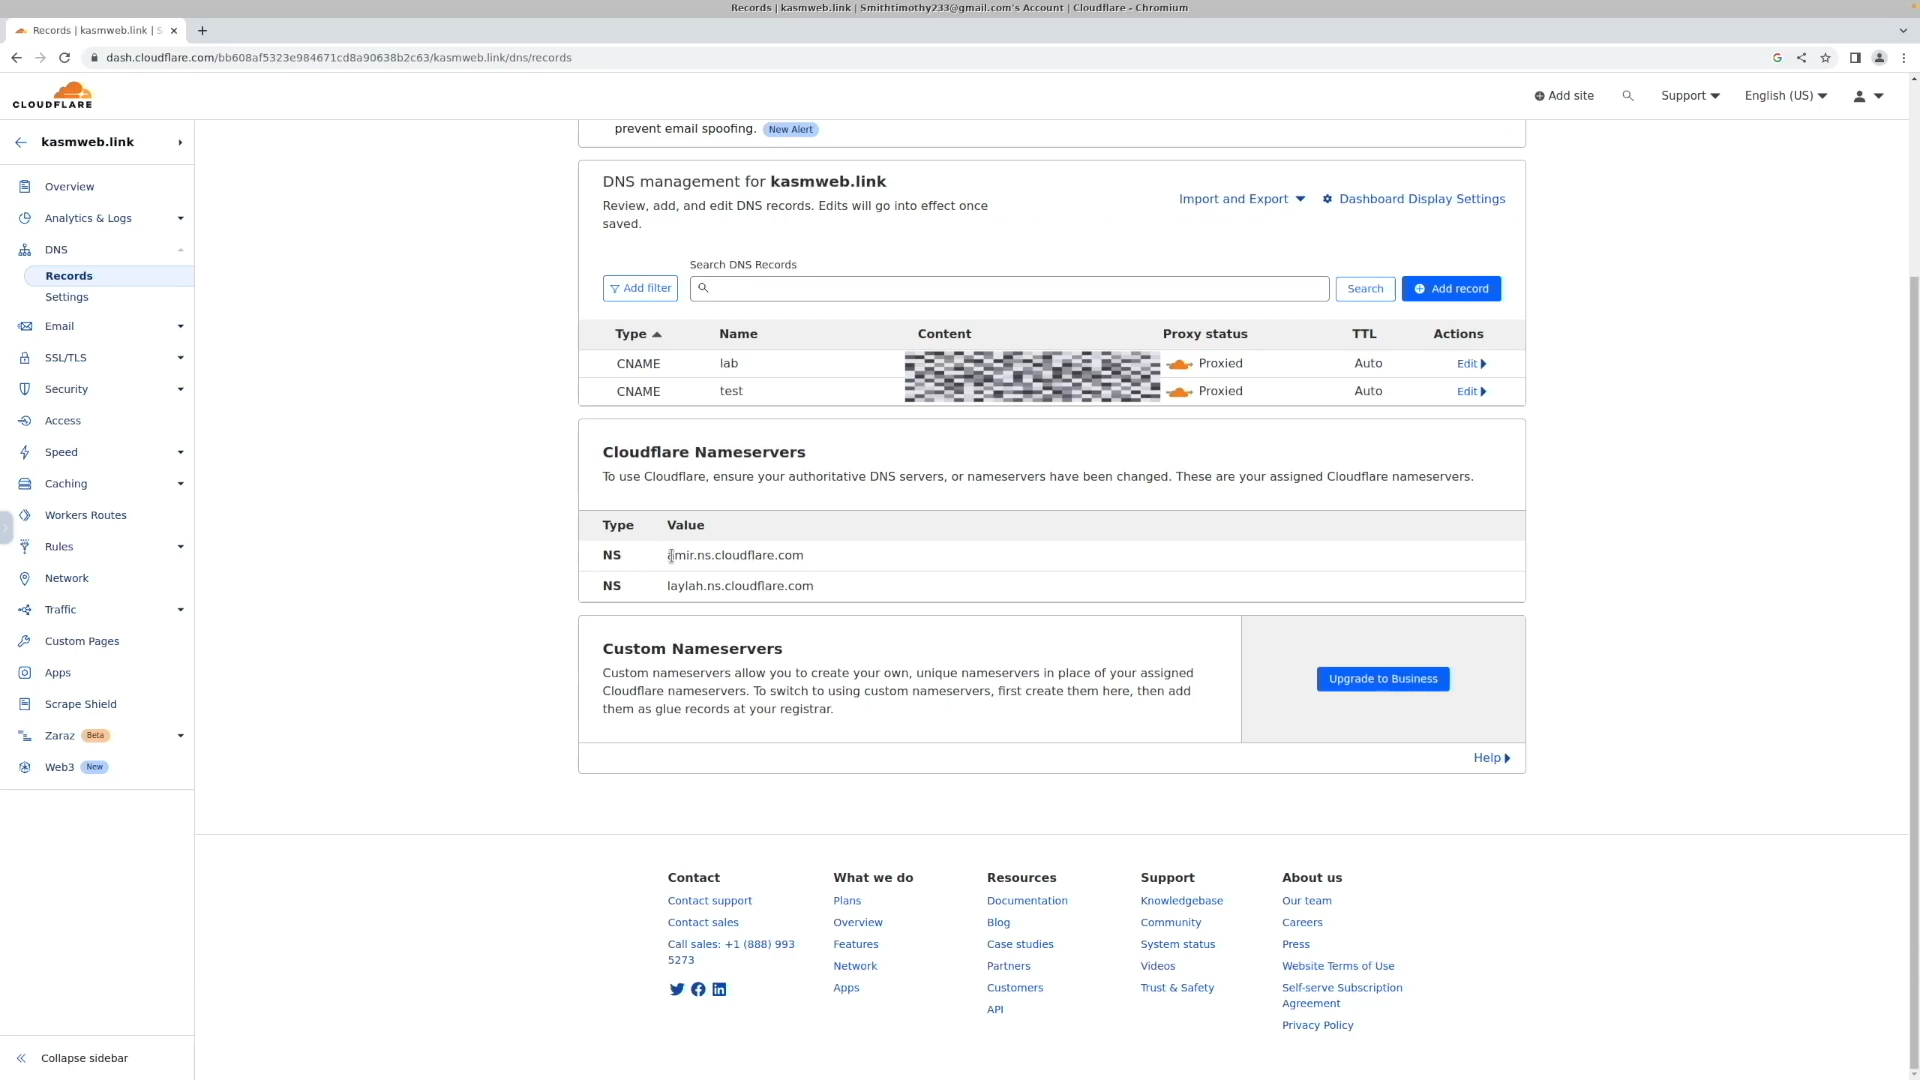 Records | kasmweb.link | Smithtimothy233@gmail.com's Account | Cloudflare - Chromium
Records | kasmweb.link | S
dash.cloudflare.com/bb608af5323e984671cd8a90638b2c63/kasmweb.link/dns/records
CLOUDFLARE
Add site
Support
English (US)
kasmweb.link
Overview
Analytics & Logs
DNS
Records
Settings
Email
SSL/TLS
Security
Access
Speed
Caching
Workers Routes
Rules
Network
Traffic
Custom Pages
Apps
Scrape Shield
Zaraz Beta
Web3 New
Collapse sidebar
prevent email spoofing. New Alert
DNS management for kasmweb.link
Review, add, and edit DNS records. Edits will go into effect once
saved.
Import and Export
Dashboard Display Settings
Search DNS Records
Add filter
Search
Add record
Type Name Content Proxy status TTL Actions
CNAME lab Proxied Auto Edit
CNAME test Proxied Auto Edit
Cloudflare Nameservers
To use Cloudflare, ensure your authoritative DNS servers, or nameservers have been changed. These are your assigned Cloudflare nameservers.
Type Value
NS amir.ns.cloudflare.com
NS laylah.ns.cloudflare.com
Custom Nameservers
Custom nameservers allow you to create your own, unique nameservers in place of your assigned
Cloudflare nameservers. To switch to using custom nameservers, first create them here, then add
them as glue records at your registrar.
Upgrade to Business
Help
Contact
Contact support
Contact sales
Call sales: +1 (888) 993
5273
What we do
Plans
Overview
Features
Network
Apps
Resources
Documentation
Blog
Case studies
Partners
Customers
API
Support
Knowledgebase
Community
System status
Videos
Trust & Safety
About us
Our team
Careers
Press
Website Terms of Use
Self-serve Subscription
Agreement
Privacy Policy